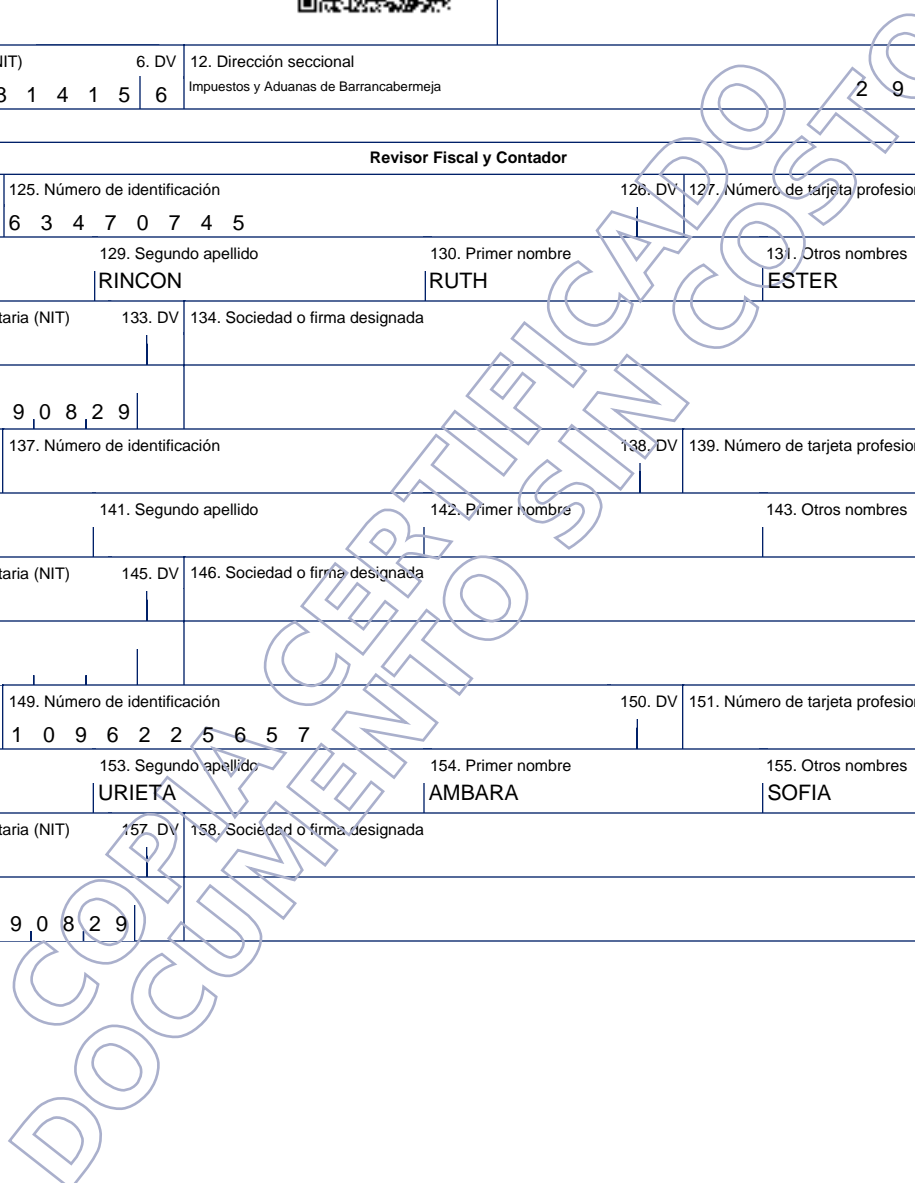 IIT) 6. DV 12. Dirección seccional
3 1 4 1 5 6 Impuestos y Aduanas de Barrancabermeja 2 9
Revisor Fiscal y Contador
125. Número de identificación 126. DV 127. Número de tarjeta profesion
6 3 4 7 0 7 4 5
129. Segundo apellido 130. Primer nombre 131. Otros nombres
RINCON RUTH ESTER
taria (NIT) 133. DV 134. Sociedad o firma designada
9 0 8 2 9
137. Número de identificación 138. DV 139. Número de tarjeta profesion
141. Segundo apellido 142. Primer nombre 143. Otros nombres
taria (NIT) 145. DV 146. Sociedad o firma designada
149. Número de identificación 150. DV 151. Número de tarjeta profesion
1 0 9 6 2 2 5 6 5 7
153. Segundo apellido 154. Primer nombre 155. Otros nombres
URIETA AMBARA SOFIA
taria (NIT) 157. DV 158. Sociedad o firma designada
9 0 8 2 9
COPIA CERTIFICADO
DOCUMENTO SIN COSTO